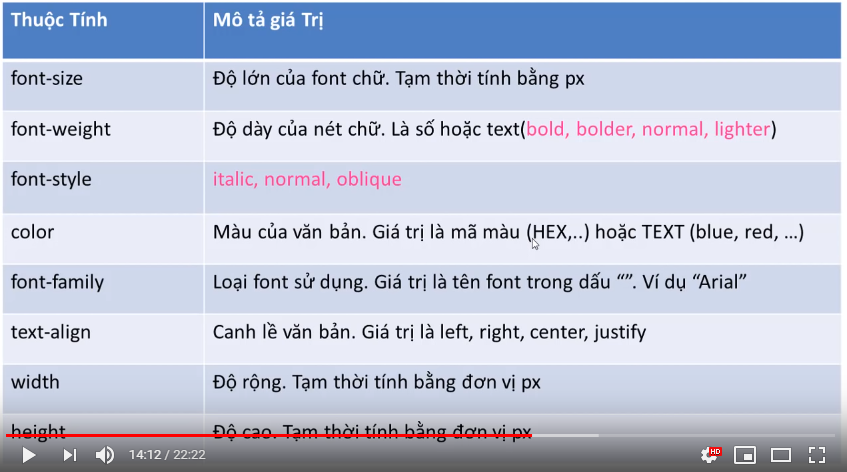 Thuộc Tính Mô tả giá Trị
font-size Độ lớn của font chữ. Tạm thời tính bằng px
font-weight Độ dày của nét chữ. Là số hoặc text(bold, bolder, normal, lighter)
font-style italic, normal, oblique
color Màu của văn bản. Giá trị là mã màu (HEX,..) hoặc TEXT (blue, red, …)
font-family Loại font sử dụng. Giá trị là tên font trong dấu “”. Ví dụ “Arial”
text-align Canh lề văn bản. Giá trị là left, right, center, justify
width Độ rộng. Tạm thời tính bằng đơn vị px
height Độ cao. Tạm thời tính bằng đơn vị px
14:12 / 22:22 HD